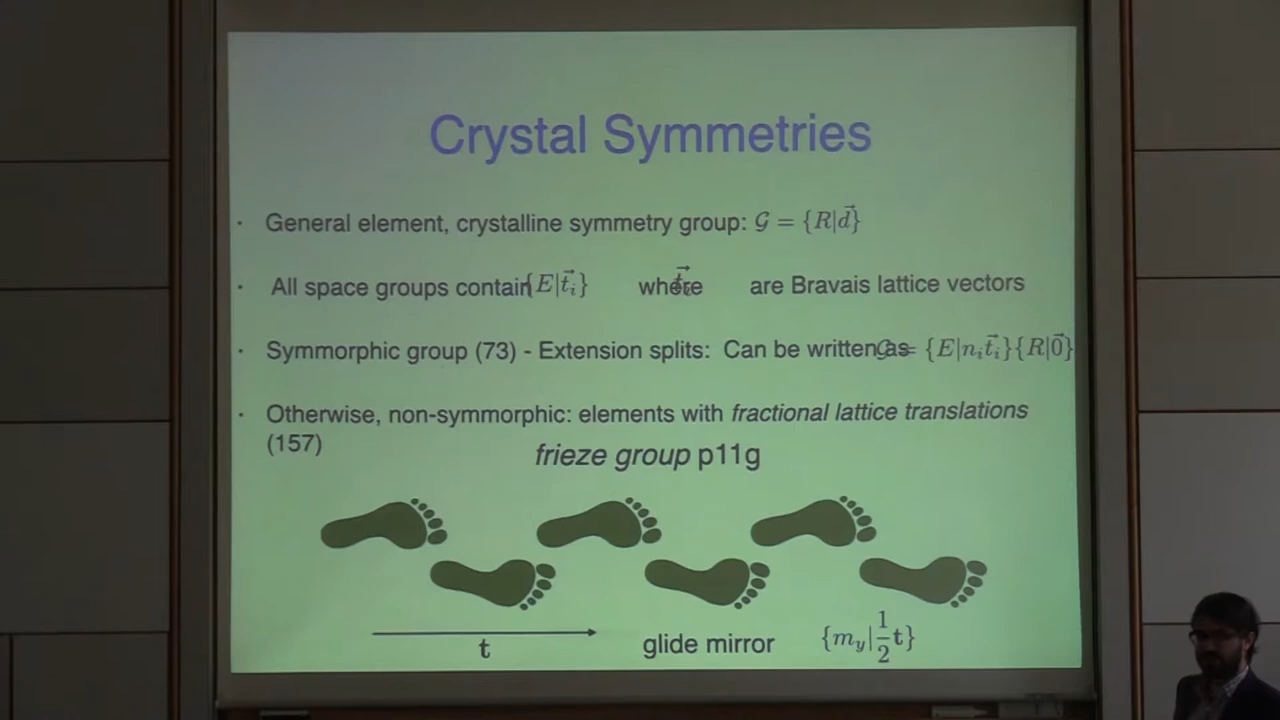 Crystal Symmetries
· General element, crystalline symmetry group: 𝒢 = {R|d⃗}
· All space groups contain {E|t⃗ᵢ} where t⃗ᵢ are Bravais lattice vectors
· Symmorphic group (73) - Extension splits: Can be written as 𝒢 = {E|nᵢt⃗ᵢ}{R|0⃗}
· Otherwise, non-symmorphic: elements with fractional lattice translations
(157)
frieze group p11g
t
glide mirror {m_y|½t}